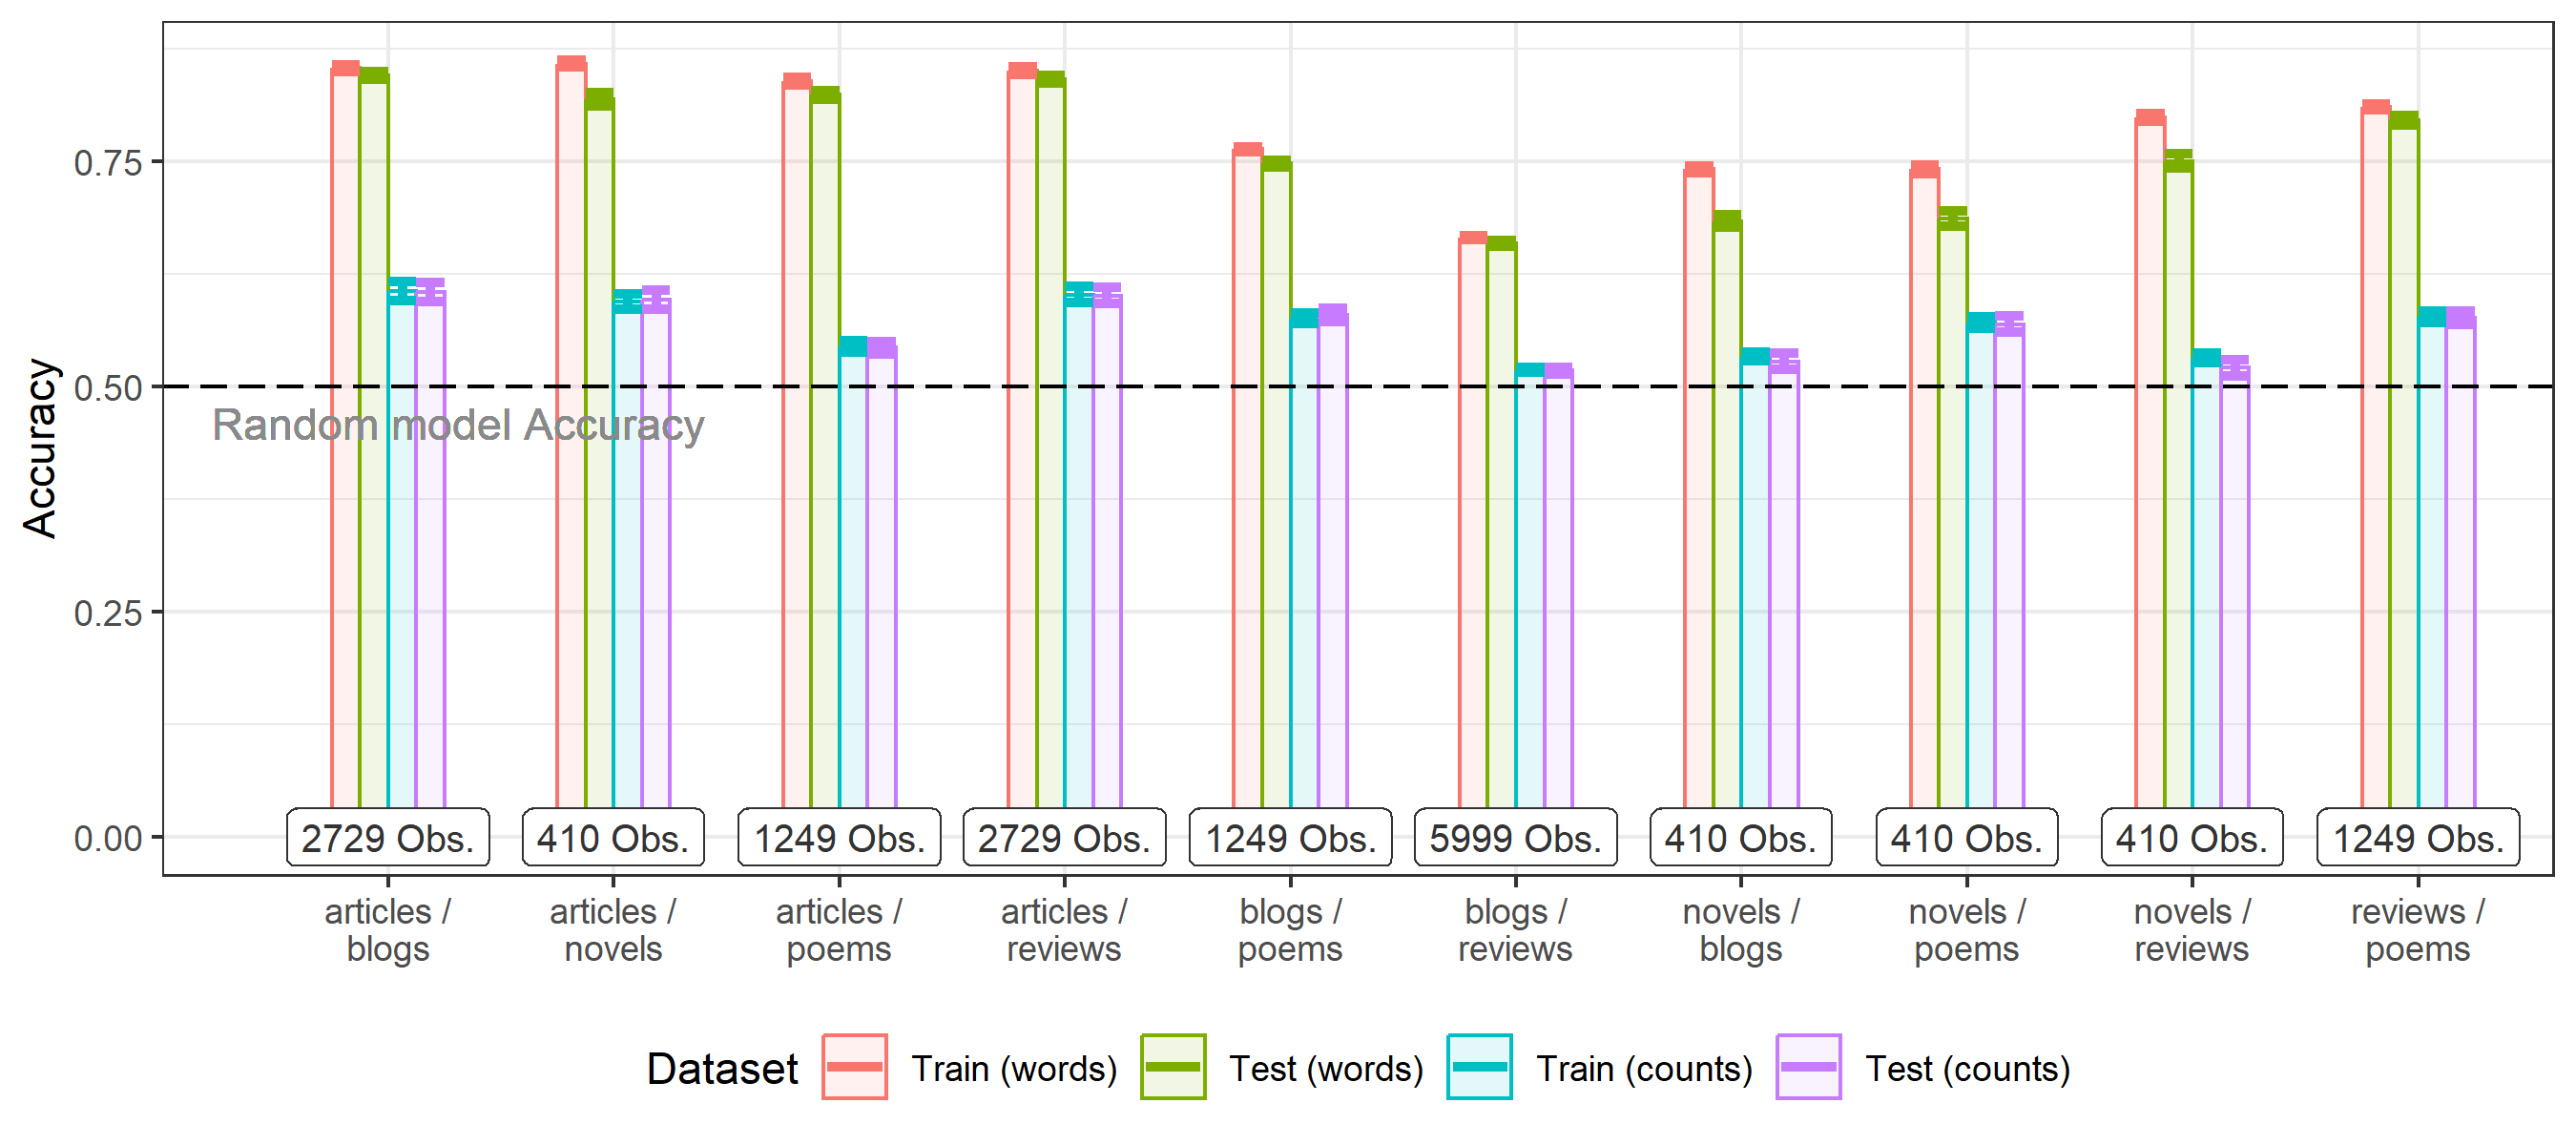 Accuracy
0.75
0.50
0.25
0.00
Random model Accuracy
2729 Obs.
410 Obs.
1249 Obs.
2729 Obs.
1249 Obs.
5999 Obs.
410 Obs.
410 Obs.
410 Obs.
1249 Obs.
articles /
blogs
articles /
novels
articles /
poems
articles /
reviews
blogs /
poems
blogs /
reviews
novels /
blogs
novels /
poems
novels /
reviews
reviews /
poems
Dataset
Train (words)
Test (words)
Train (counts)
Test (counts)